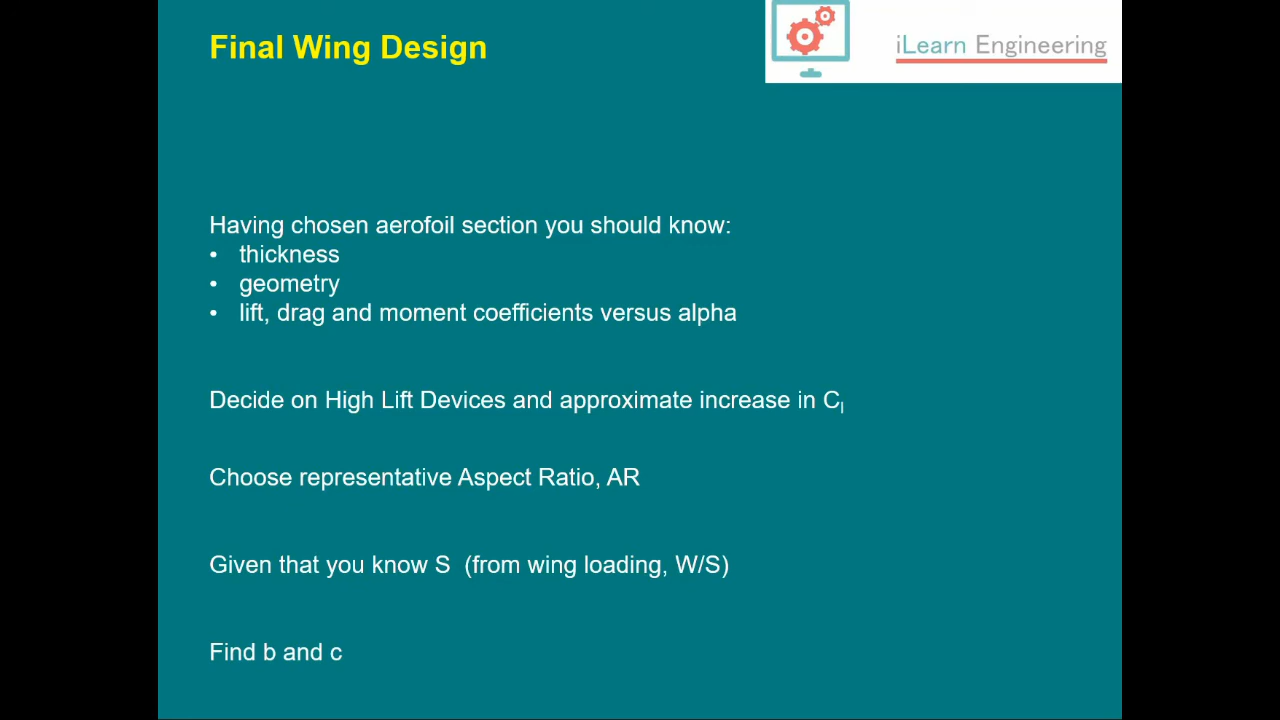 Final Wing Design
iLearn Engineering
Having chosen aerofoil section you should know:
• thickness
• geometry
• lift, drag and moment coefficients versus alpha
Decide on High Lift Devices and approximate increase in Cl
Choose representative Aspect Ratio, AR
Given that you know S (from wing loading, W/S)
Find b and c